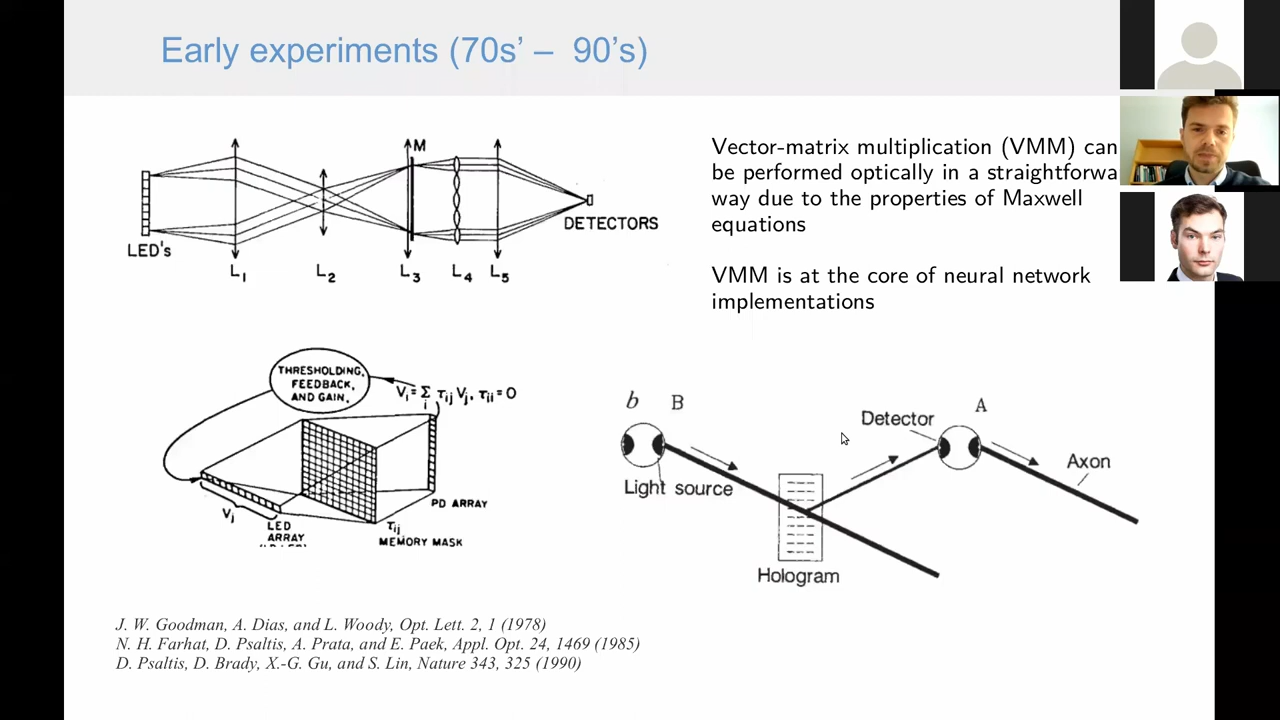 Early experiments (70s' – 90's)
Vector-matrix multiplication (VMM) can
be performed optically in a straightforwa
way due to the properties of Maxwell
equations
VMM is at the core of neural network
implementations
M
LED's
L1
L2
L3
L4
L5
DETECTORS
THRESHOLDING,
FEEDBACK,
AND GAIN.
Vi = Σi τij Vj, τii = 0
Vj
LED
ARRAY
τij
MEMORY MASK
PD ARRAY
b B
Light source
Hologram
Detector
A
Axon
J. W. Goodman, A. Dias, and L. Woody, Opt. Lett. 2, 1 (1978)
N. H. Farhat, D. Psaltis, A. Prata, and E. Paek, Appl. Opt. 24, 1469 (1985)
D. Psaltis, D. Brady, X.-G. Gu, and S. Lin, Nature 343, 325 (1990)